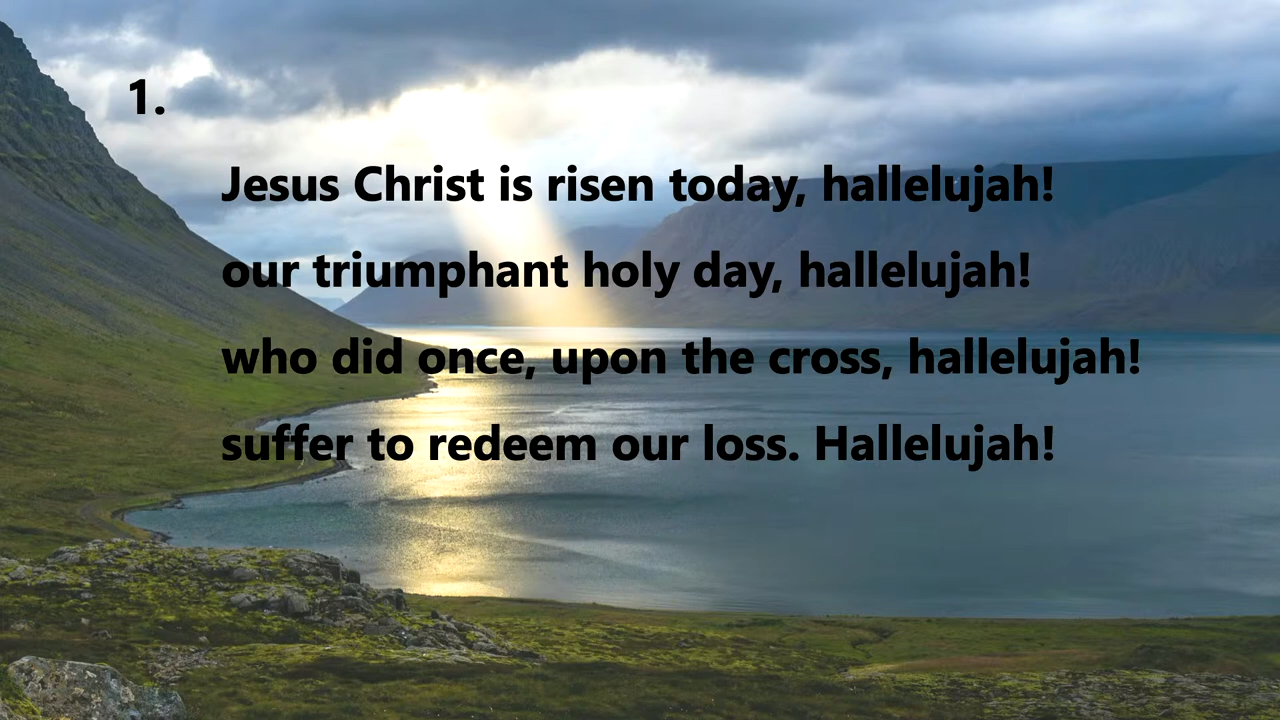 1.
Jesus Christ is risen today, hallelujah!
our triumphant holy day, hallelujah!
who did once, upon the cross, hallelujah!
suffer to redeem our loss. Hallelujah!